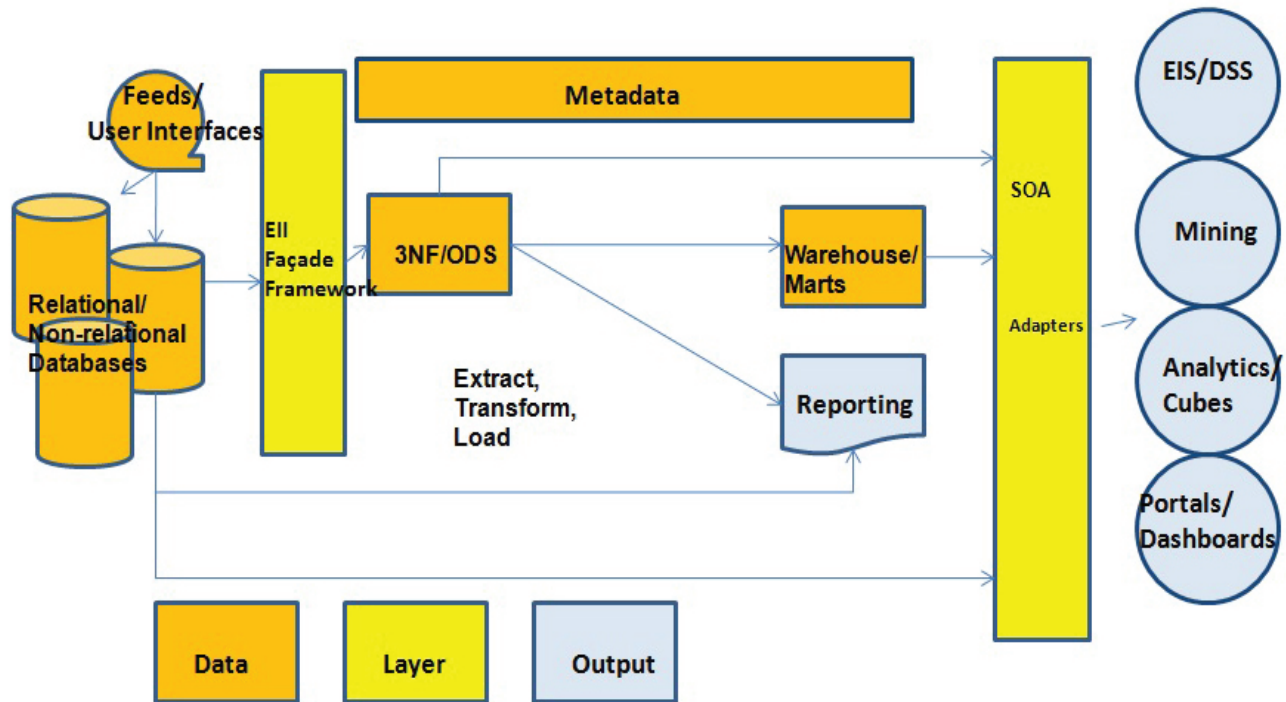 Feeds/
User Interfaces
Relational/
Non-relational
Databases
EII
Façade
Framework
Metadata
3NF/ODS
Extract,
Transform,
Load
Warehouse/
Marts
Reporting
SOA
Adapters
EIS/DSS
Mining
Analytics/
Cubes
Portals/
Dashboards
Data
Layer
Output